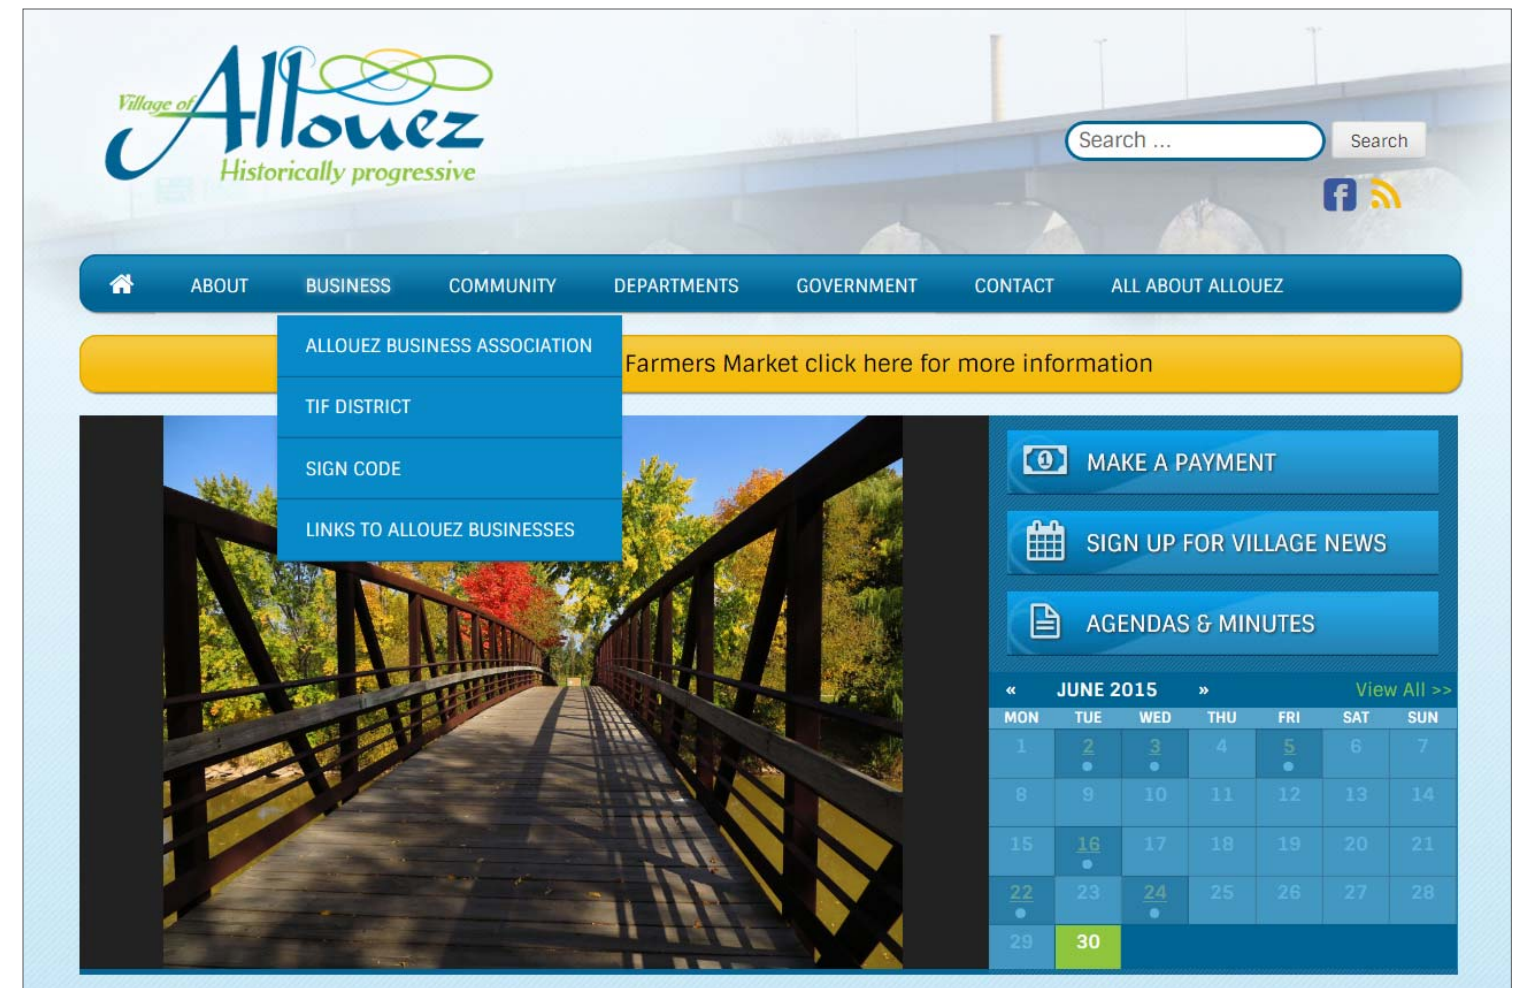 Village of
Allouez
Historically progressive
Search ...
Search
ABOUT
BUSINESS
COMMUNITY
DEPARTMENTS
GOVERNMENT
CONTACT
ALL ABOUT ALLOUEZ
ALLOUEZ BUSINESS ASSOCIATION
TIF DISTRICT
SIGN CODE
LINKS TO ALLOUEZ BUSINESSES
Farmers Market click here for more information
MAKE A PAYMENT
SIGN UP FOR VILLAGE NEWS
AGENDAS & MINUTES
« JUNE 2015 » View All >>
MON TUE WED THU FRI SAT SUN
1 2 3 4 5 6 7
8 9 10 11 12 13 14
15 16 17 18 19 20 21
22 23 24 25 26 27 28
29 30